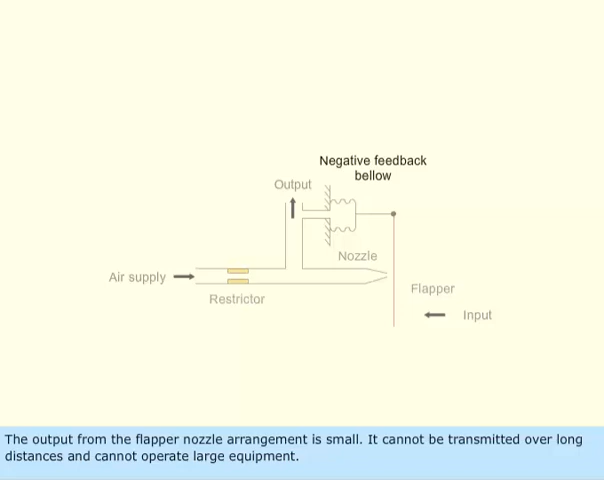 Negative feedback
bellow
Output
Nozzle
Air supply
Flapper
Restrictor
Input
The output from the flapper nozzle arrangement is small. It cannot be transmitted over long
distances and cannot operate large equipment.